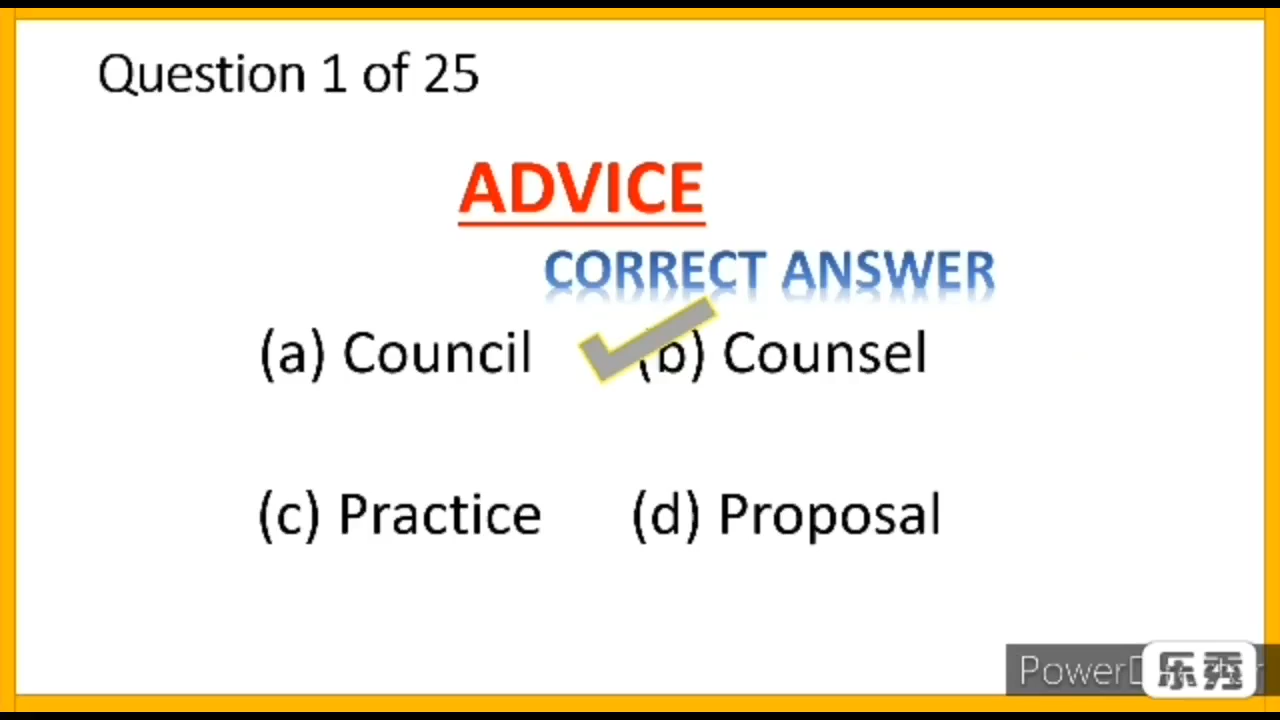 Question 1 of 25
ADVICE
CORRECT ANSWER
(a) Council (b) Counsel
(c) Practice (d) Proposal
乐秀